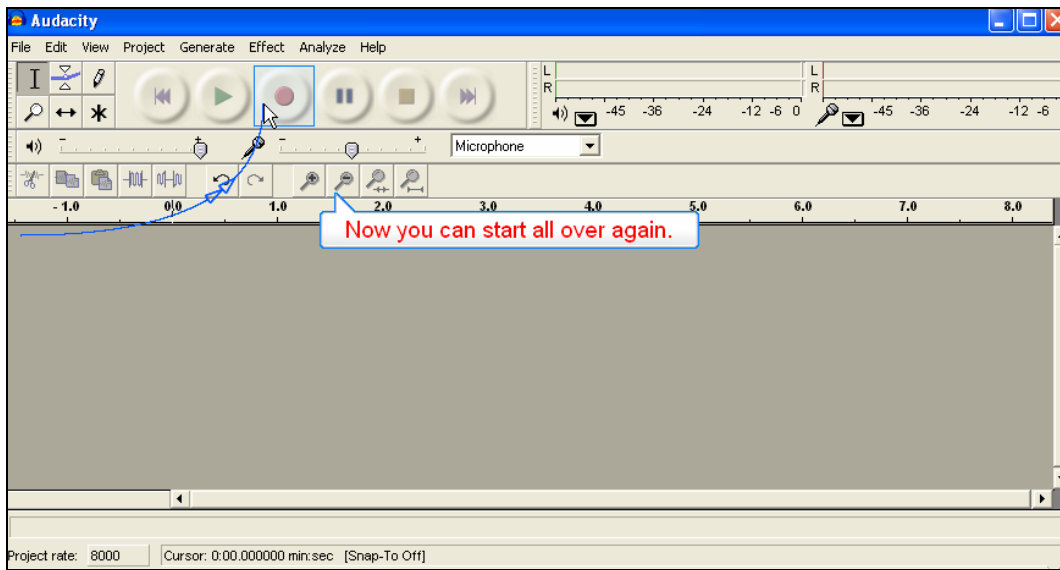 Audacity
File Edit View Project Generate Effect Analyze Help
L
R
-45 -36 -24 -12 -6 0
L
R
-45 -36 -24 -12 -6
- + - + Microphone
- 1.0 0.0 1.0 2.0 3.0 4.0 5.0 6.0 7.0 8.0
Now you can start all over again.
Project rate: 8000 Cursor: 0:00.000000 min:sec [Snap-To Off]